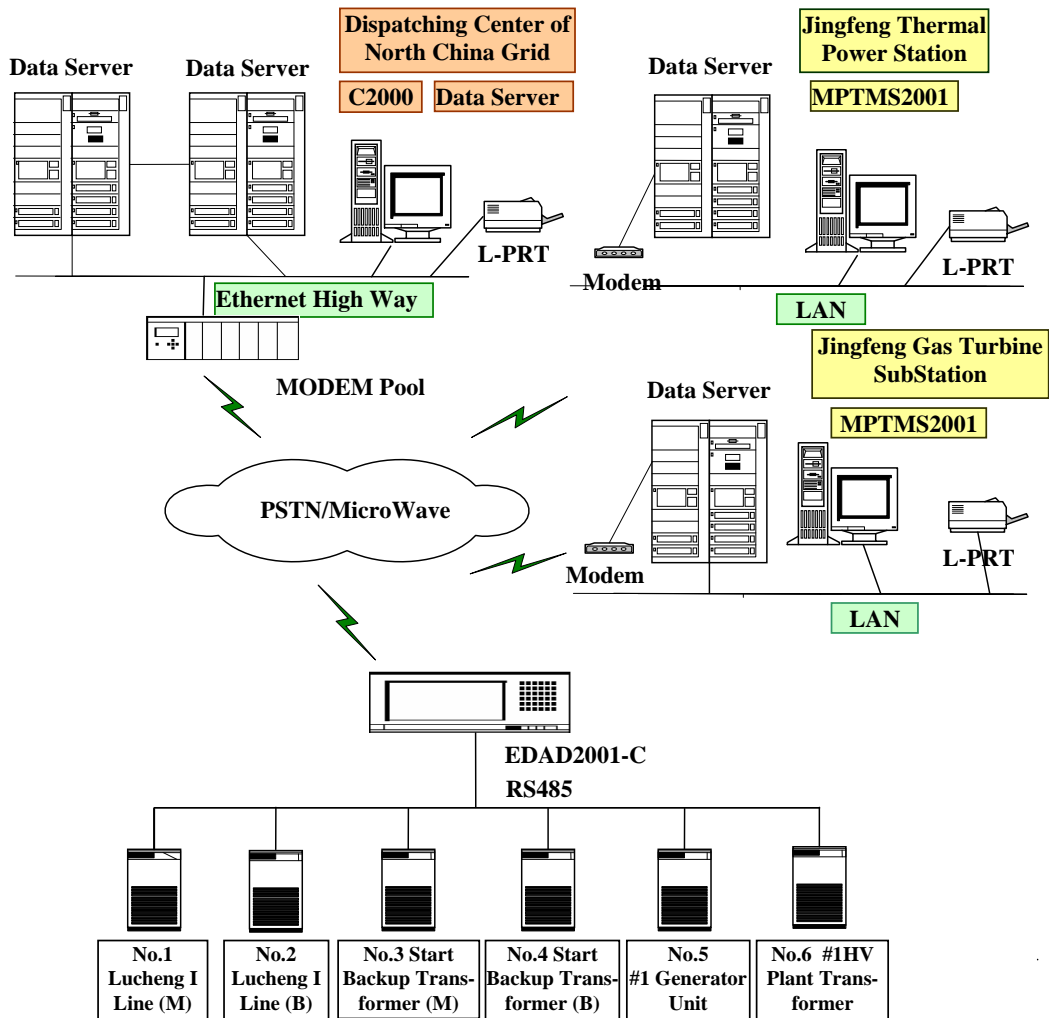 Dispatching Center of
North China Grid
C2000
Data Server
Data Server
Data Server
L-PRT
Ethernet High Way
MODEM Pool
Jingfeng Thermal
Power Station
MPTMS2001
Data Server
Modem
L-PRT
LAN
Jingfeng Gas Turbine
SubStation
MPTMS2001
Data Server
Modem
L-PRT
LAN
PSTN/MicroWave
EDAD2001-C
RS485
No.1
Lucheng I
Line (M)
No.2
Lucheng I
Line (B)
No.3 Start
Backup Trans-
former (M)
No.4 Start
Backup Trans-
former (B)
No.5
#1 Generator
Unit
No.6 #1HV
Plant Trans-
former